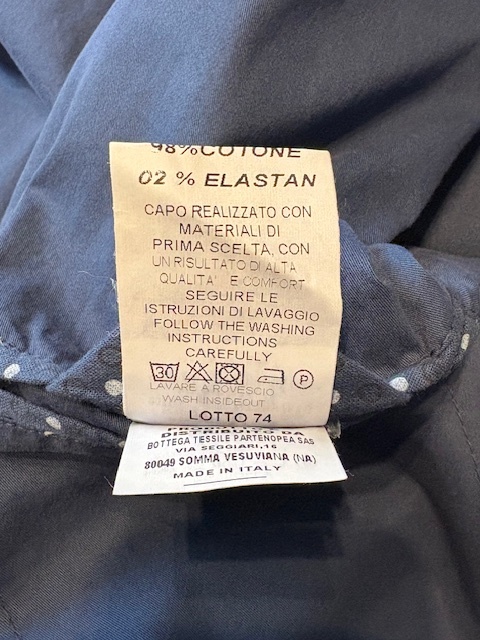 98%COTONE
02 % ELASTAN
CAPO REALIZZATO CON
MATERIALI DI
PRIMA SCELTA, CON
UN RISULTATO DI ALTA
QUALITA' E COMFORT
SEGUIRE LE
ISTRUZIONI DI LAVAGGIO
FOLLOW THE WASHING
INSTRUCTIONS
CAREFULLY
30 P
LAVARE A ROVESCIO
WASH INSIDEOUT
LOTTO 74
DISTRIBUITO DA
BOTTEGA TESSILE PARTENOPEA SAS
VIA SEGGIARI,16
80049 SOMMA VESUVIANA (NA)
MADE IN ITALY